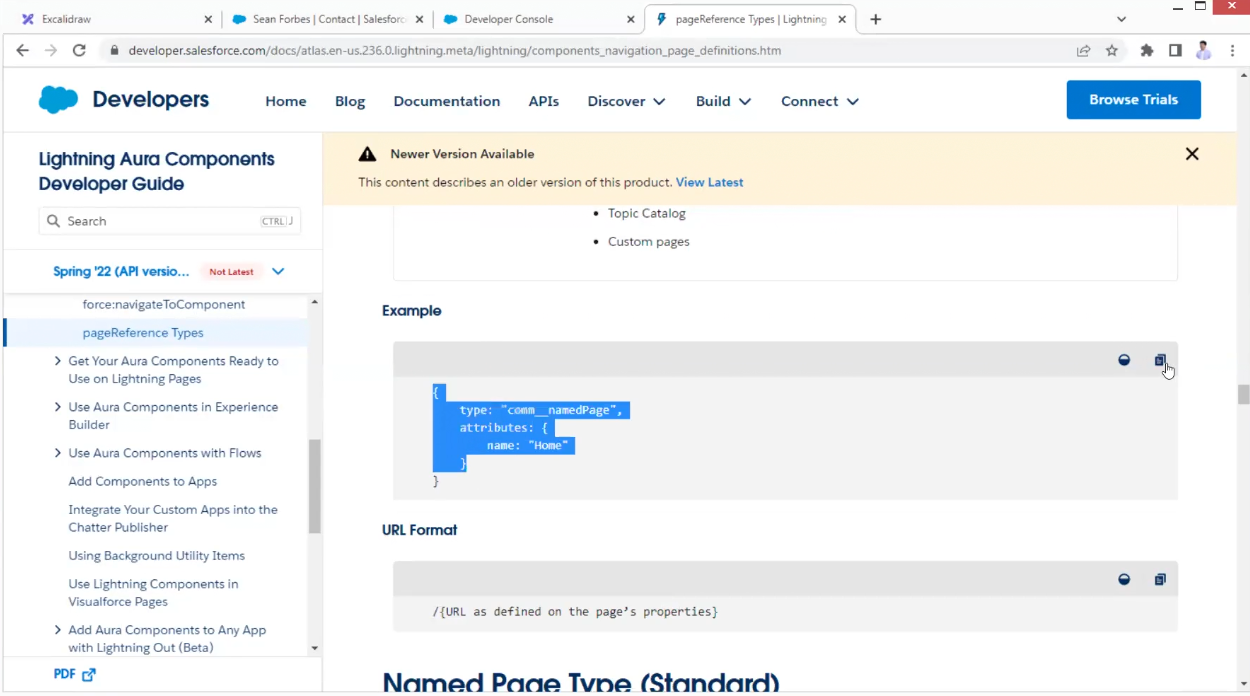 Excalidraw
Sean Forbes | Contact | Salesforc
Developer Console
pageReference Types | Lightning
developer.salesforce.com/docs/atlas.en-us.236.0.lightning.meta/lightning/components_navigation_page_definitions.htm
Developers
Home
Blog
Documentation
APIs
Discover
Build
Connect
Browse Trials
Lightning Aura Components
Developer Guide
Search
CTRL J
Spring '22 (API versio...
Not Latest
force:navigateToComponent
pageReference Types
Get Your Aura Components Ready to
Use on Lightning Pages
Use Aura Components in Experience
Builder
Use Aura Components with Flows
Add Components to Apps
Integrate Your Custom Apps into the
Chatter Publisher
Using Background Utility Items
Use Lightning Components in
Visualforce Pages
Add Aura Components to Any App
with Lightning Out (Beta)
PDF
Newer Version Available
This content describes an older version of this product. View Latest
Topic Catalog
Custom pages
Example
{
type: "comm__namedPage",
attributes: {
name: "Home"
}
}
URL Format
/{URL as defined on the page’s properties}
Named Page Type (Standard)